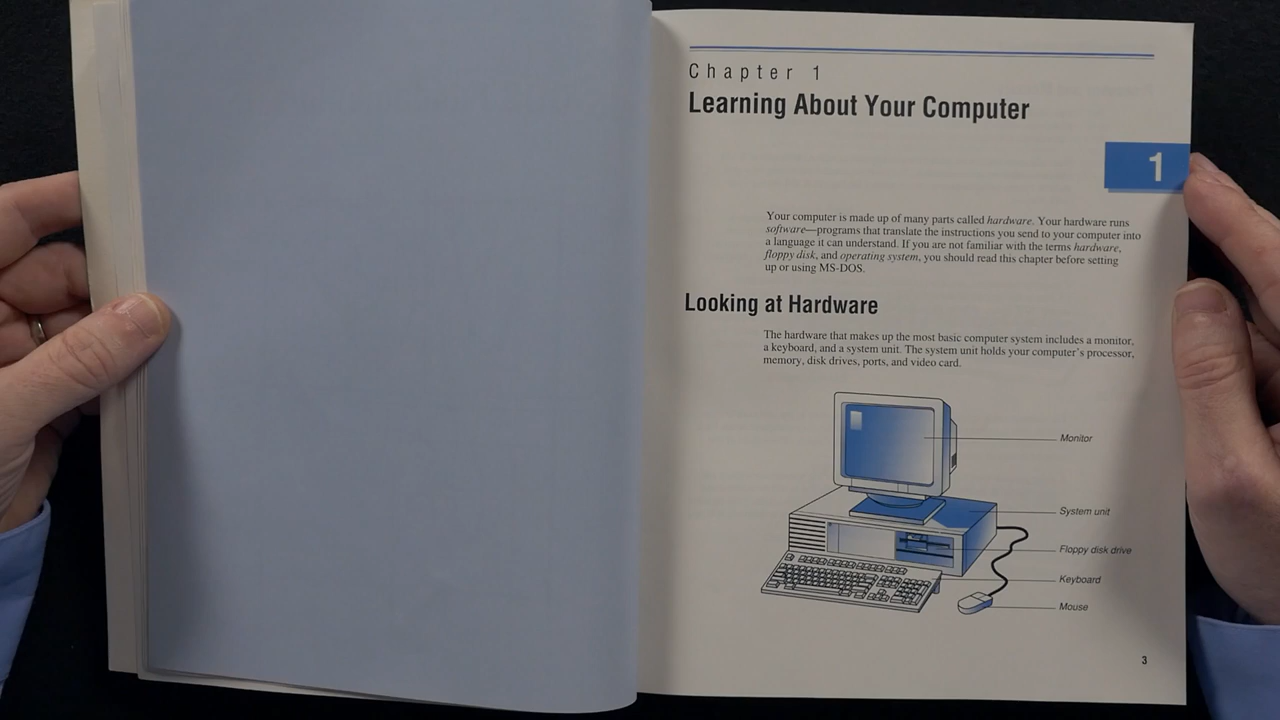 Chapter 1
Learning About Your Computer
1
Your computer is made up of many parts called hardware. Your hardware runs
software—programs that translate the instructions you send to your computer into
a language it can understand. If you are not familiar with the terms hardware,
floppy disk, and operating system, you should read this chapter before setting
up or using MS-DOS.
Looking at Hardware
The hardware that makes up the most basic computer system includes a monitor,
a keyboard, and a system unit. The system unit holds your computer's processor,
memory, disk drives, ports, and video card.
Monitor
System unit
Floppy disk drive
Keyboard
Mouse
3